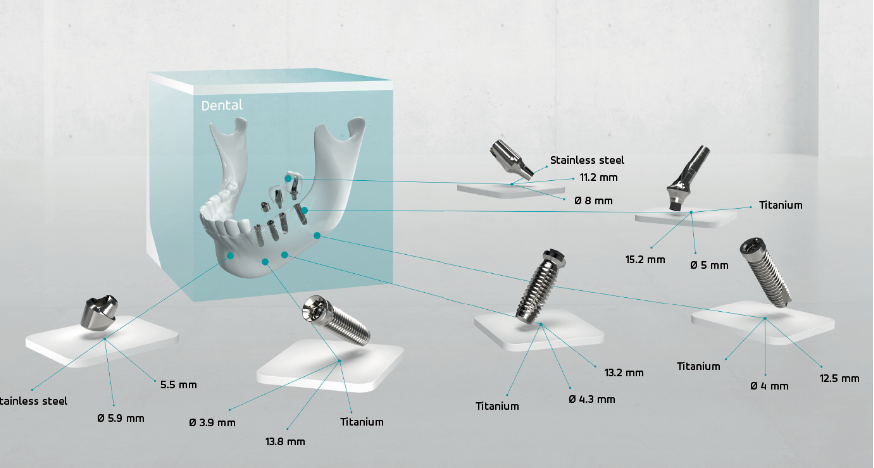 Dental
Stainless steel
11.2 mm
Ø 8 mm
Titanium
15.2 mm
Ø 5 mm
Titanium
Ø 4 mm
12.5 mm
13.2 mm
Ø 4.3 mm
Titanium
Titanium
13.8 mm
Ø 3.9 mm
5.5 mm
Ø 5.9 mm
tainless steel